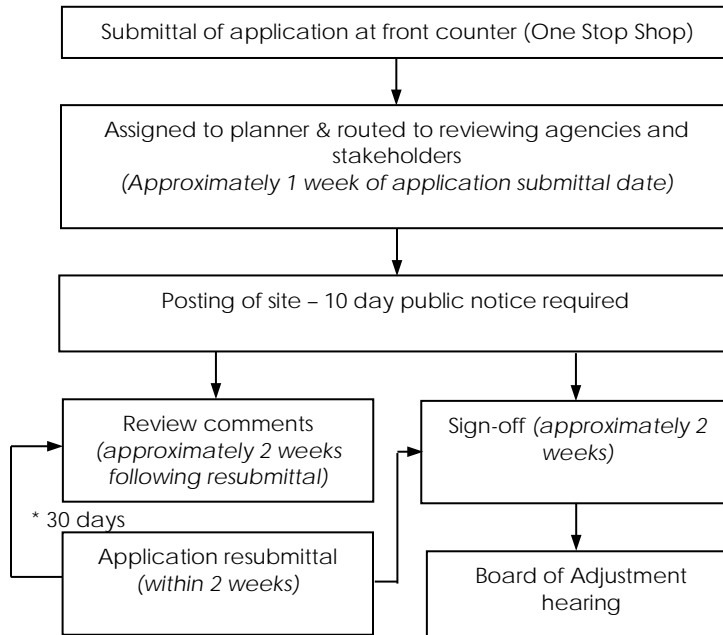 Submittal of application at front counter (One Stop Shop)
Assigned to planner & routed to reviewing agencies and
stakeholders
(Approximately 1 week of application submittal date)
Posting of site – 10 day public notice required
Review comments
(approximately 2 weeks
following resubmittal)
Sign-off (approximately 2
weeks)
* 30 days
Application resubmittal
(within 2 weeks)
Board of Adjustment
hearing